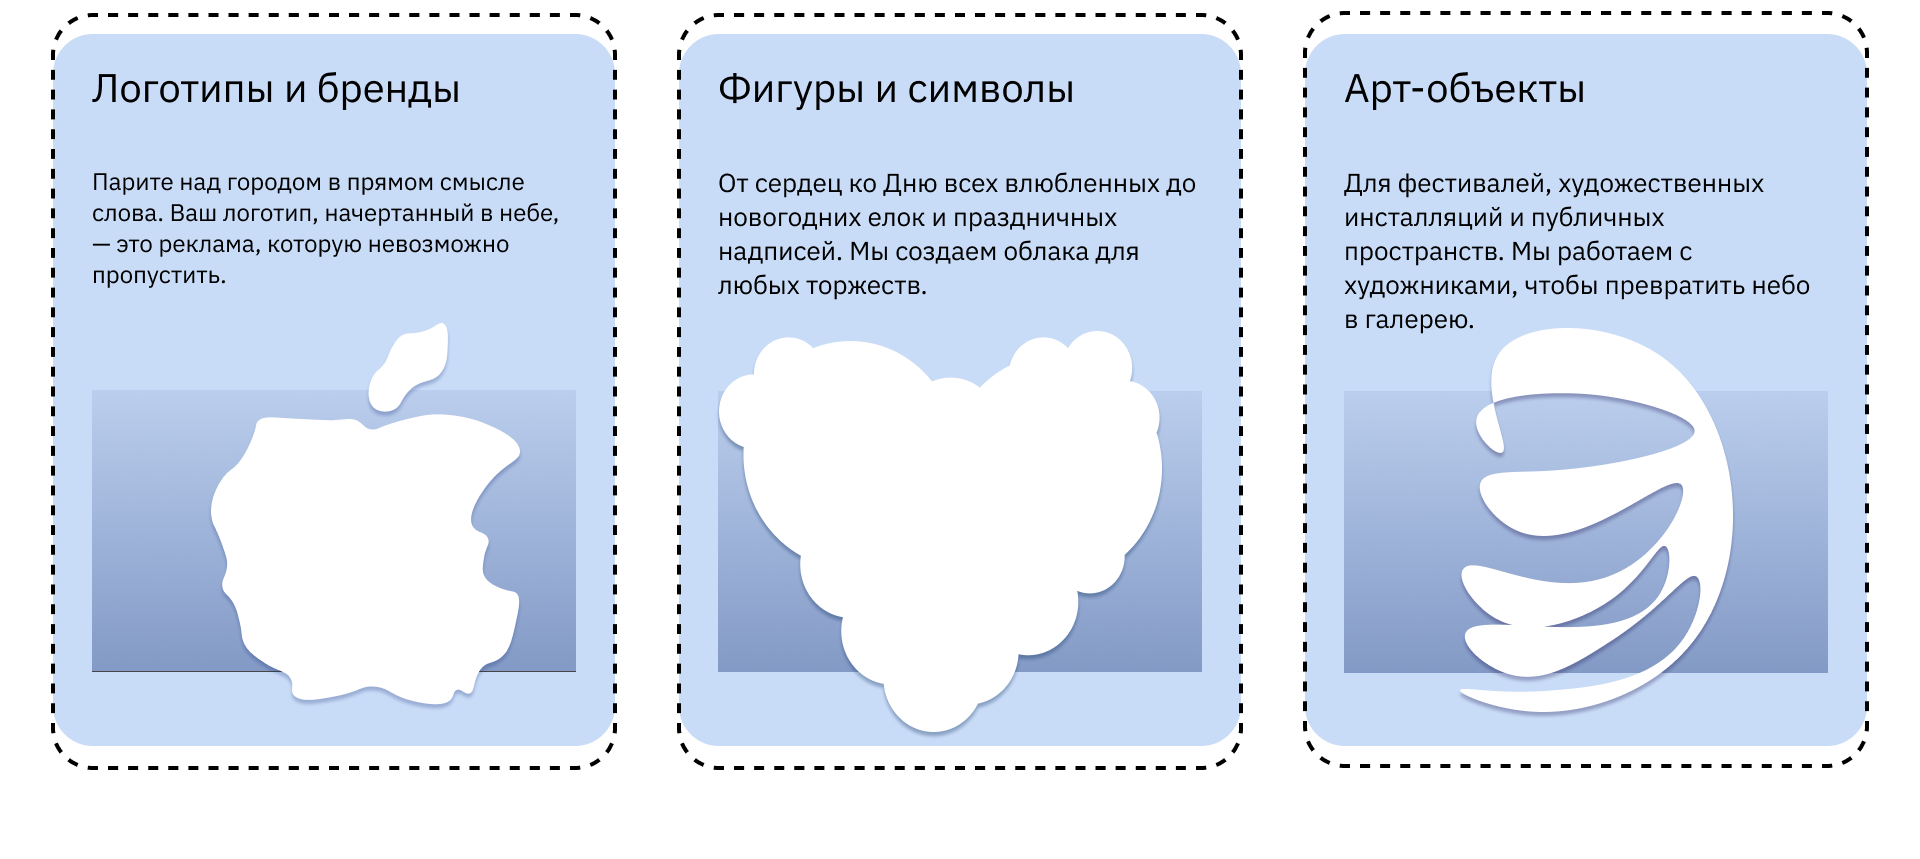 Логотипы и бренды
Парите над городом в прямом смысле
слова. Ваш логотип, начертанный в небе,
— это реклама, которую невозможно
пропустить.
Фигуры и символы
От сердец ко Дню всех влюбленных до
новогодних елок и праздничных
надписей. Мы создаем облака для
любых торжеств.
Арт-объекты
Для фестивалей, художественных
инсталляций и публичных
пространств. Мы работаем с
художниками, чтобы превратить небо
в галерею.